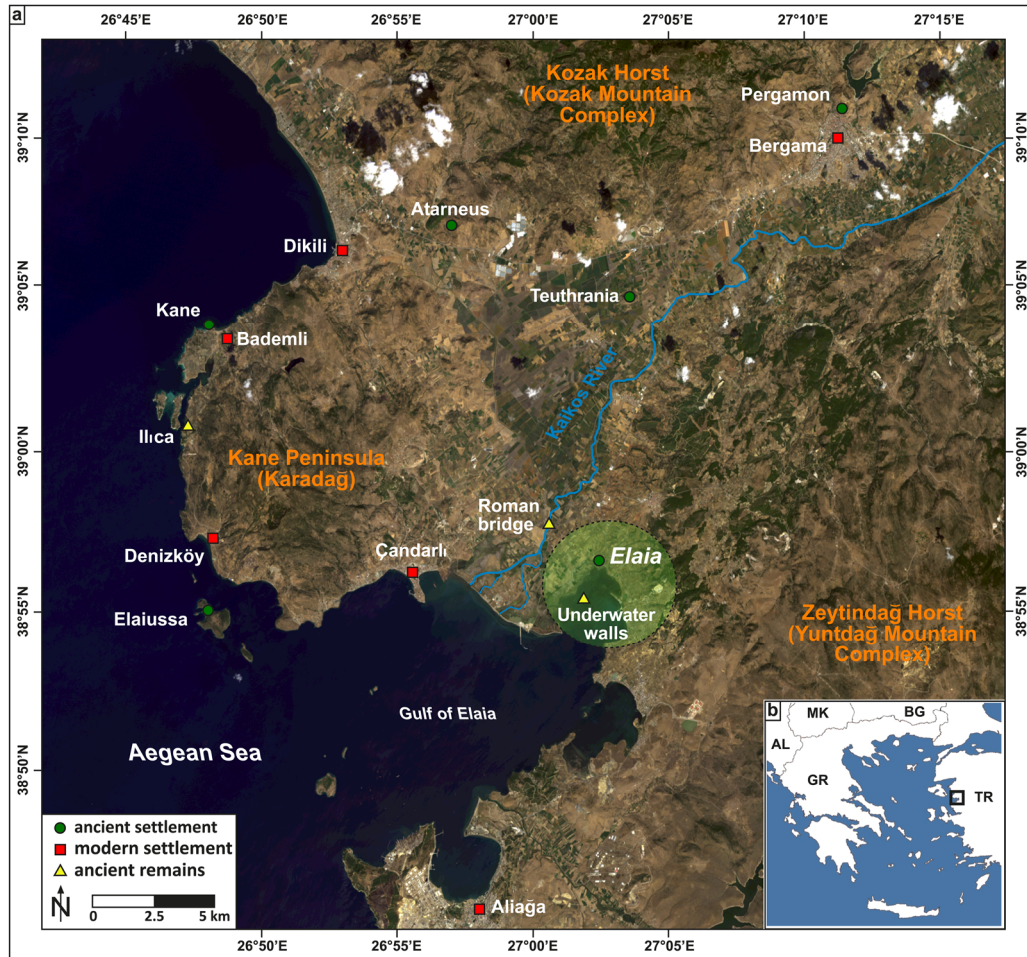 a
26°45'E
26°50'E
26°55'E
27°00'E
27°05'E
27°10'E
27°15'E
Kozak Horst
(Kozak Mountain
Complex)
Pergamon
39°10'N
39°10'N
Bergama
Atarneus
Dikili
39°05'N
39°05'N
Teuthrania
Kane
Bademli
Kaikos River
Ilıca
39°00'N
39°00'N
Kane Peninsula
(Karadağ)
Roman
bridge
Denizköy
Çandarlı
Elaia
Elaiussa
Underwater
walls
38°55'N
38°55'N
Zeytindağ Horst
(Yuntdağ Mountain
Complex)
Gulf of Elaia
Aegean Sea
38°50'N
b
MK
BG
AL
GR
TR
ancient settlement
modern settlement
ancient remains
N
0
2.5
5 km
Aliağa
26°50'E
26°55'E
27°00'E
27°05'E